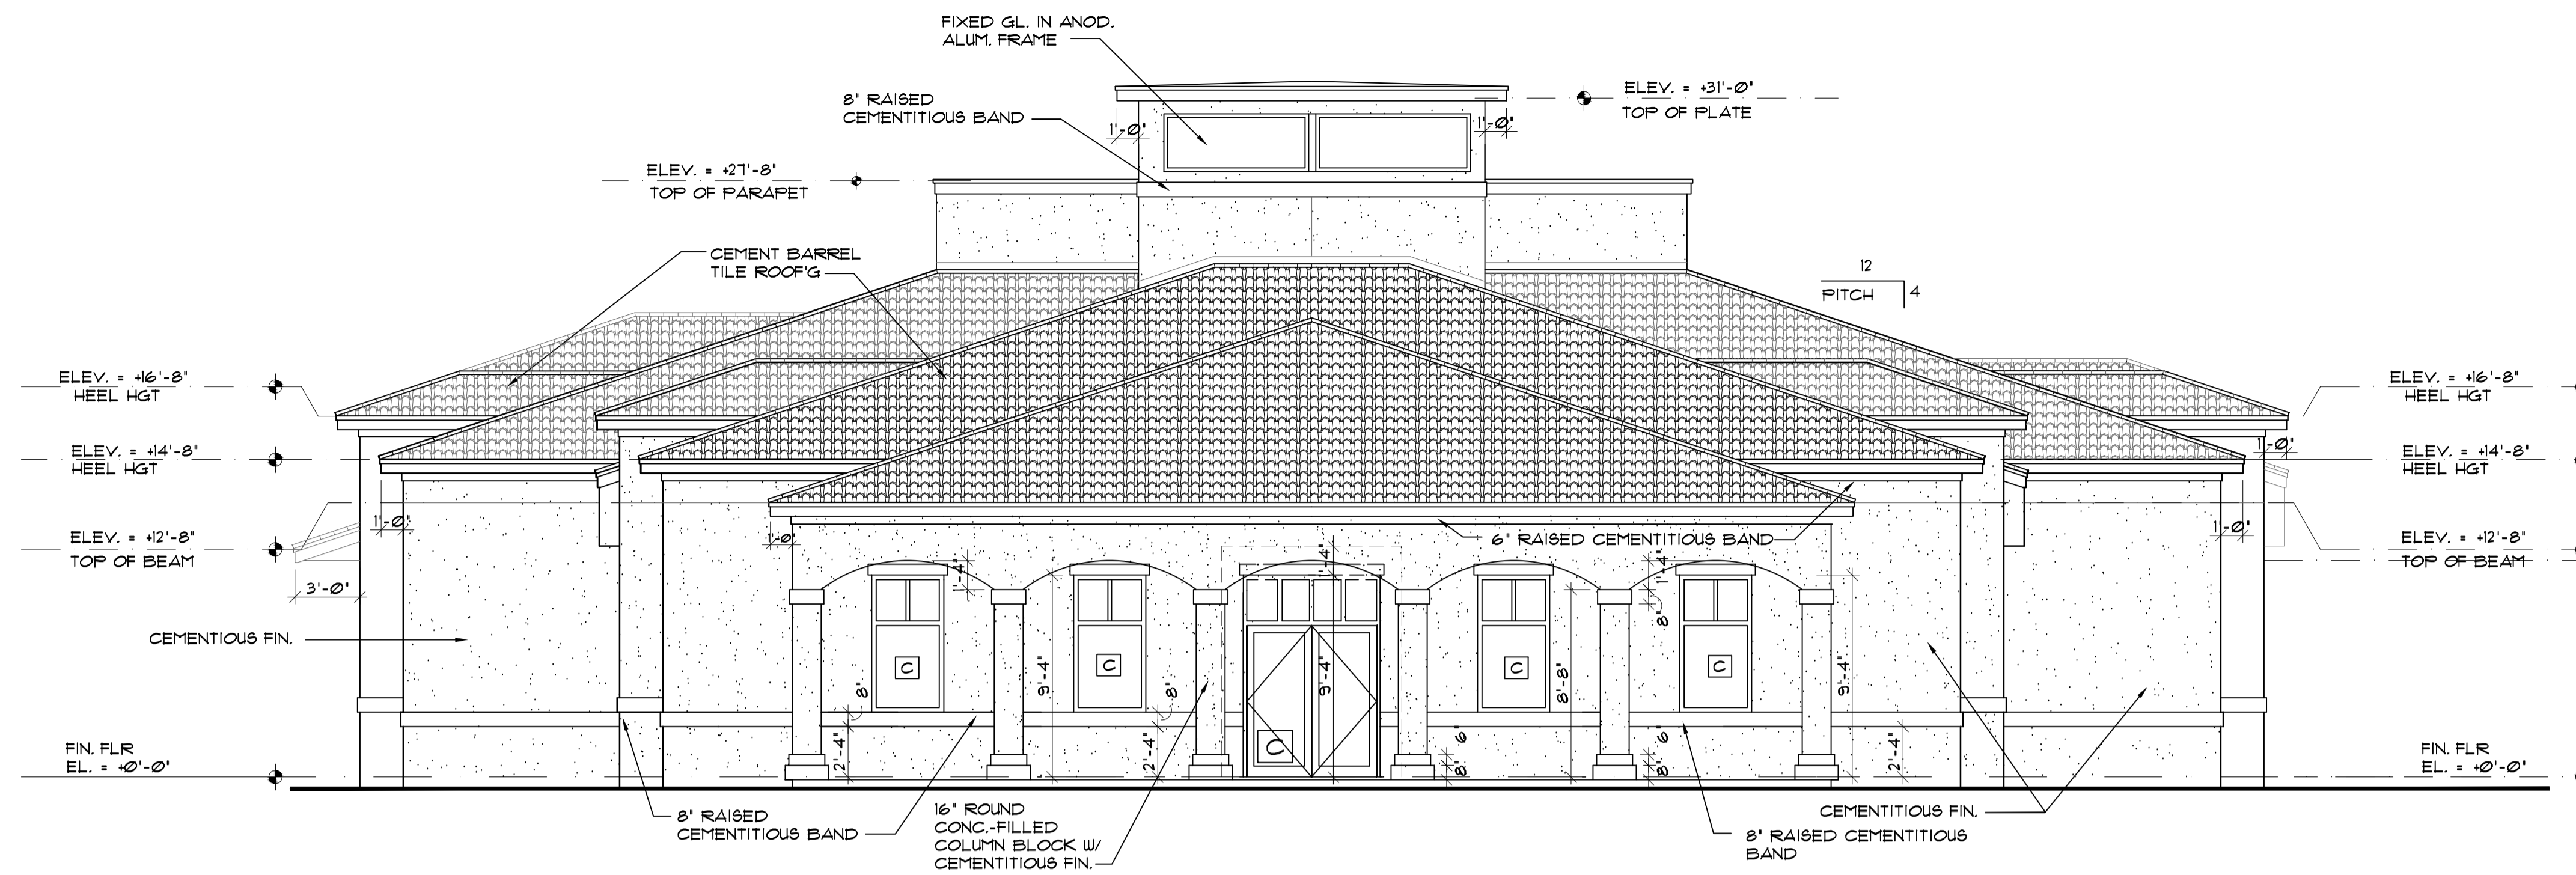 FIXED GL. IN ANOD.
ALUM. FRAME
8" RAISED
CEMENTITIOUS BAND
ELEV. = +31'-0"
TOP OF PLATE
1'-0"
1'-0"
ELEV. = +27'-8"
TOP OF PARAPET
CEMENT BARREL
TILE ROOF'G
12
PITCH
4
ELEV. = +16'-8"
HEEL HGT
ELEV. = +16'-8"
HEEL HGT
ELEV. = +14'-8"
HEEL HGT
1'-0"
ELEV. = +14'-8"
HEEL HGT
1'-0"
1'-0"
ELEV. = +12'-8"
TOP OF BEAM
1'-0"
6" RAISED CEMENTITIOUS BAND
ELEV. = +12'-8"
TOP OF BEAM
3'-0"
1'-4"
1'-4"
1'-4"
8"
CEMENTIOUS FIN.
C
C
C
C
8"
9'-4"
8"
9'-4"
8'-8"
9'-4"
2'-4"
2'-4"
C
6"
8"
6"
8"
2'-4"
FIN. FLR
EL. = +0'-0"
FIN. FLR
EL. = +0'-0"
8" RAISED
CEMENTITIOUS BAND
16" ROUND
CONC.-FILLED
COLUMN BLOCK W/
CEMENTITIOUS FIN.
CEMENTITIOUS FIN.
8" RAISED CEMENTITIOUS
BAND